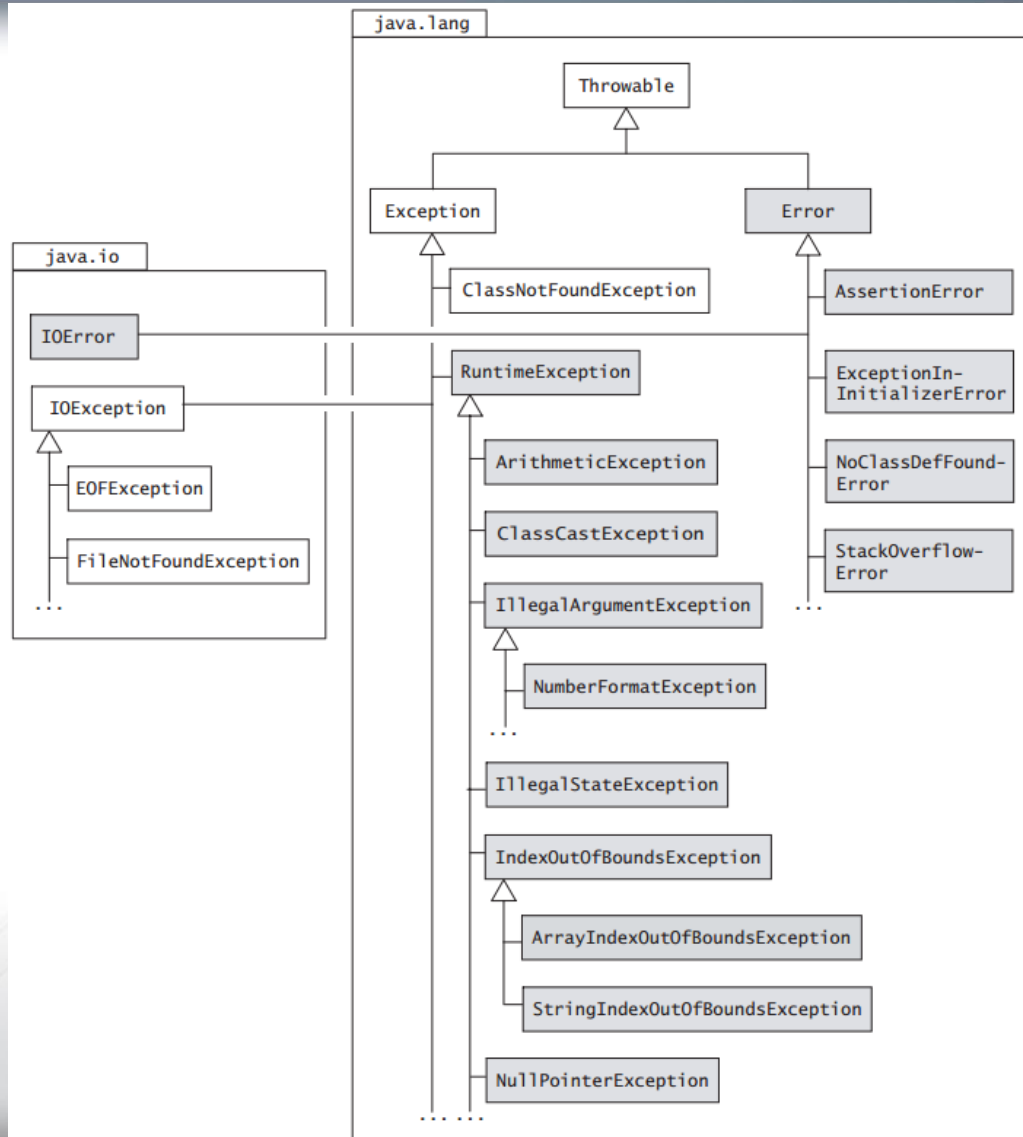 java.lang
Throwable
Exception
Error
java.io
ClassNotFoundException
AssertionError
IOError
RuntimeException
ExceptionIn-
InitializerError
IOException
ArithmeticException
NoClassDefFound-
Error
EOFException
ClassCastException
StackOverflow-
Error
FileNotFoundException
...
IllegalArgumentException
...
NumberFormatException
...
IllegalStateException
IndexOutOfBoundsException
ArrayIndexOutOfBoundsException
StringIndexOutOfBoundsException
NullPointerException
... ...